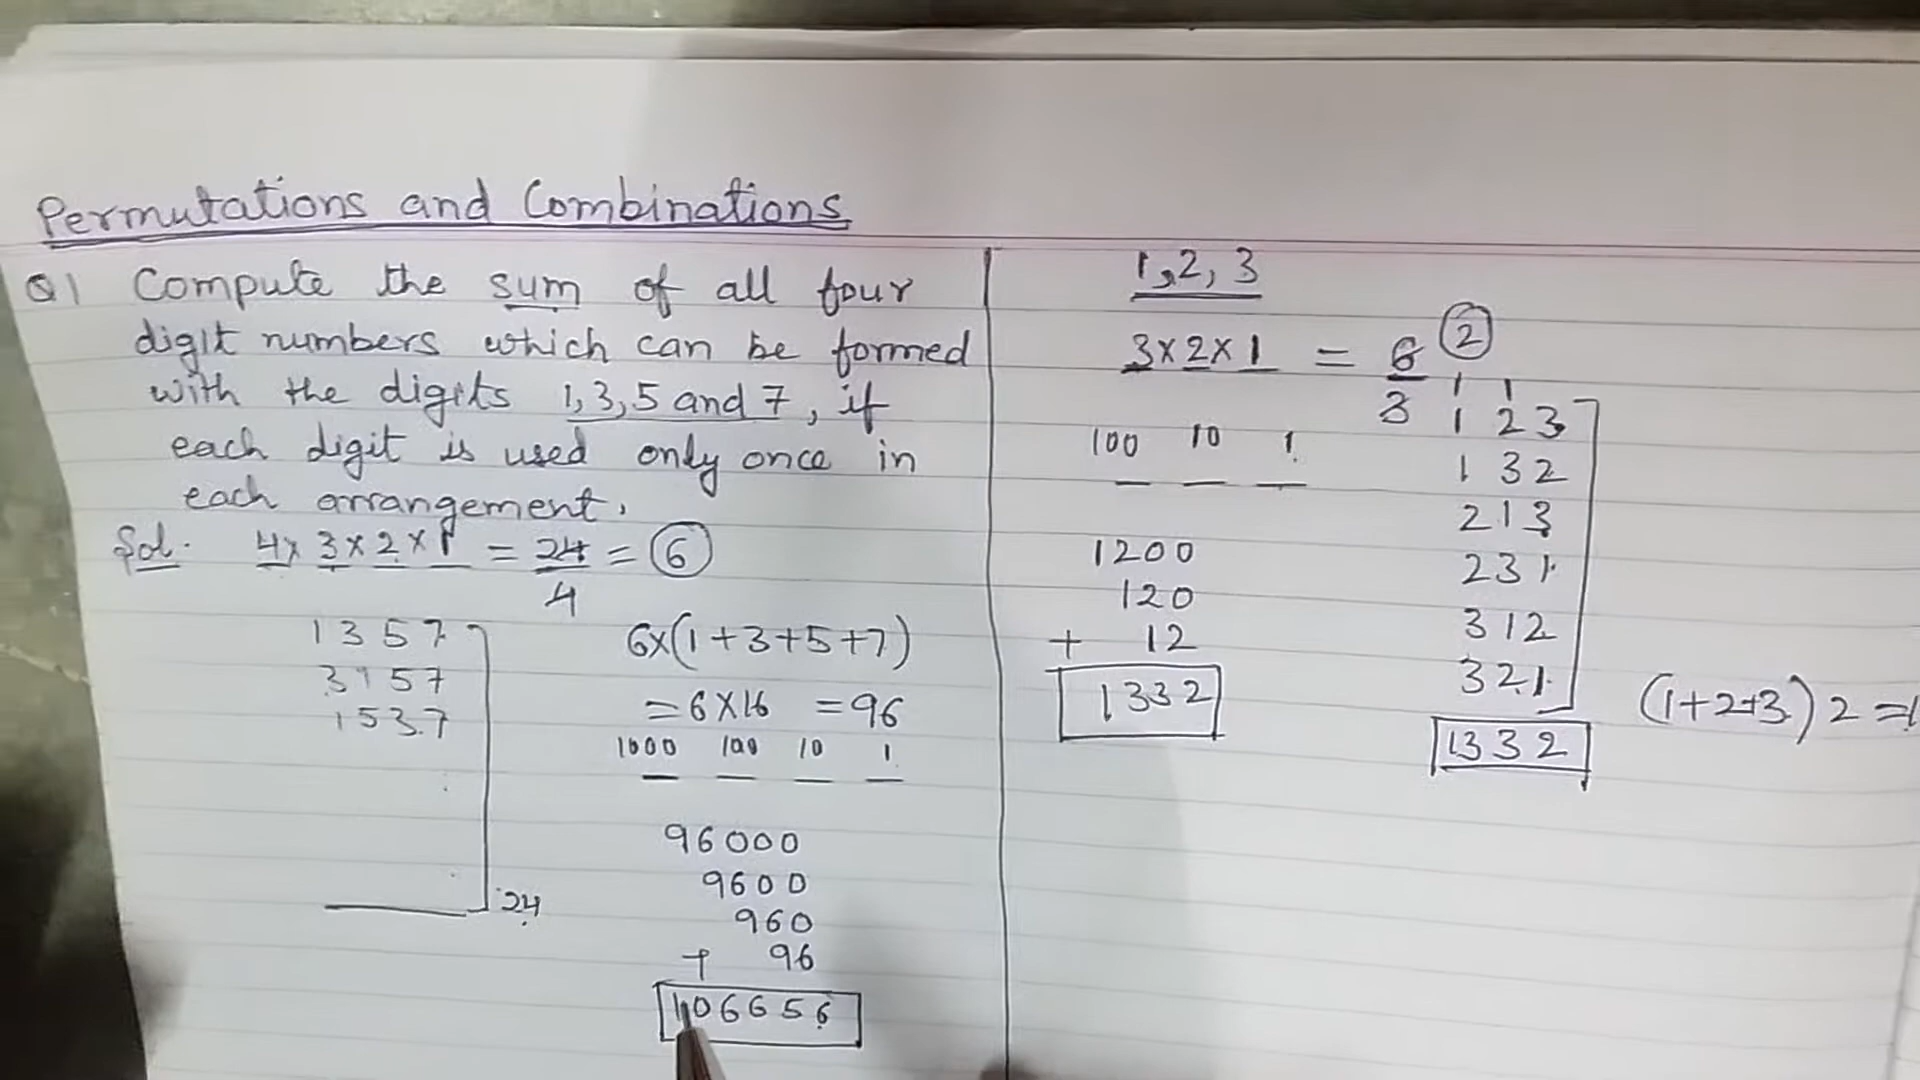 Permutations and Combinations
Q1 Compute the sum of all four
digit numbers which can be formed
with the digits 1,3,5 and 7, if
each digit is used only once in
each arrangement.
Sol. 4 x 3 x 2 x 1 = 24/4 = 6
1357
3157
1537
24
6x(1+3+5+7)
= 6 X 16 = 96
1000 100 10 1
96000
9600
960
+ 96
106656
1,2,3
3x2x1 = 6/3 2
100 10 1
1200
120
+ 12
1332
1 1
123
132
213
231
312
321
1332
(1+2+3)2 =1